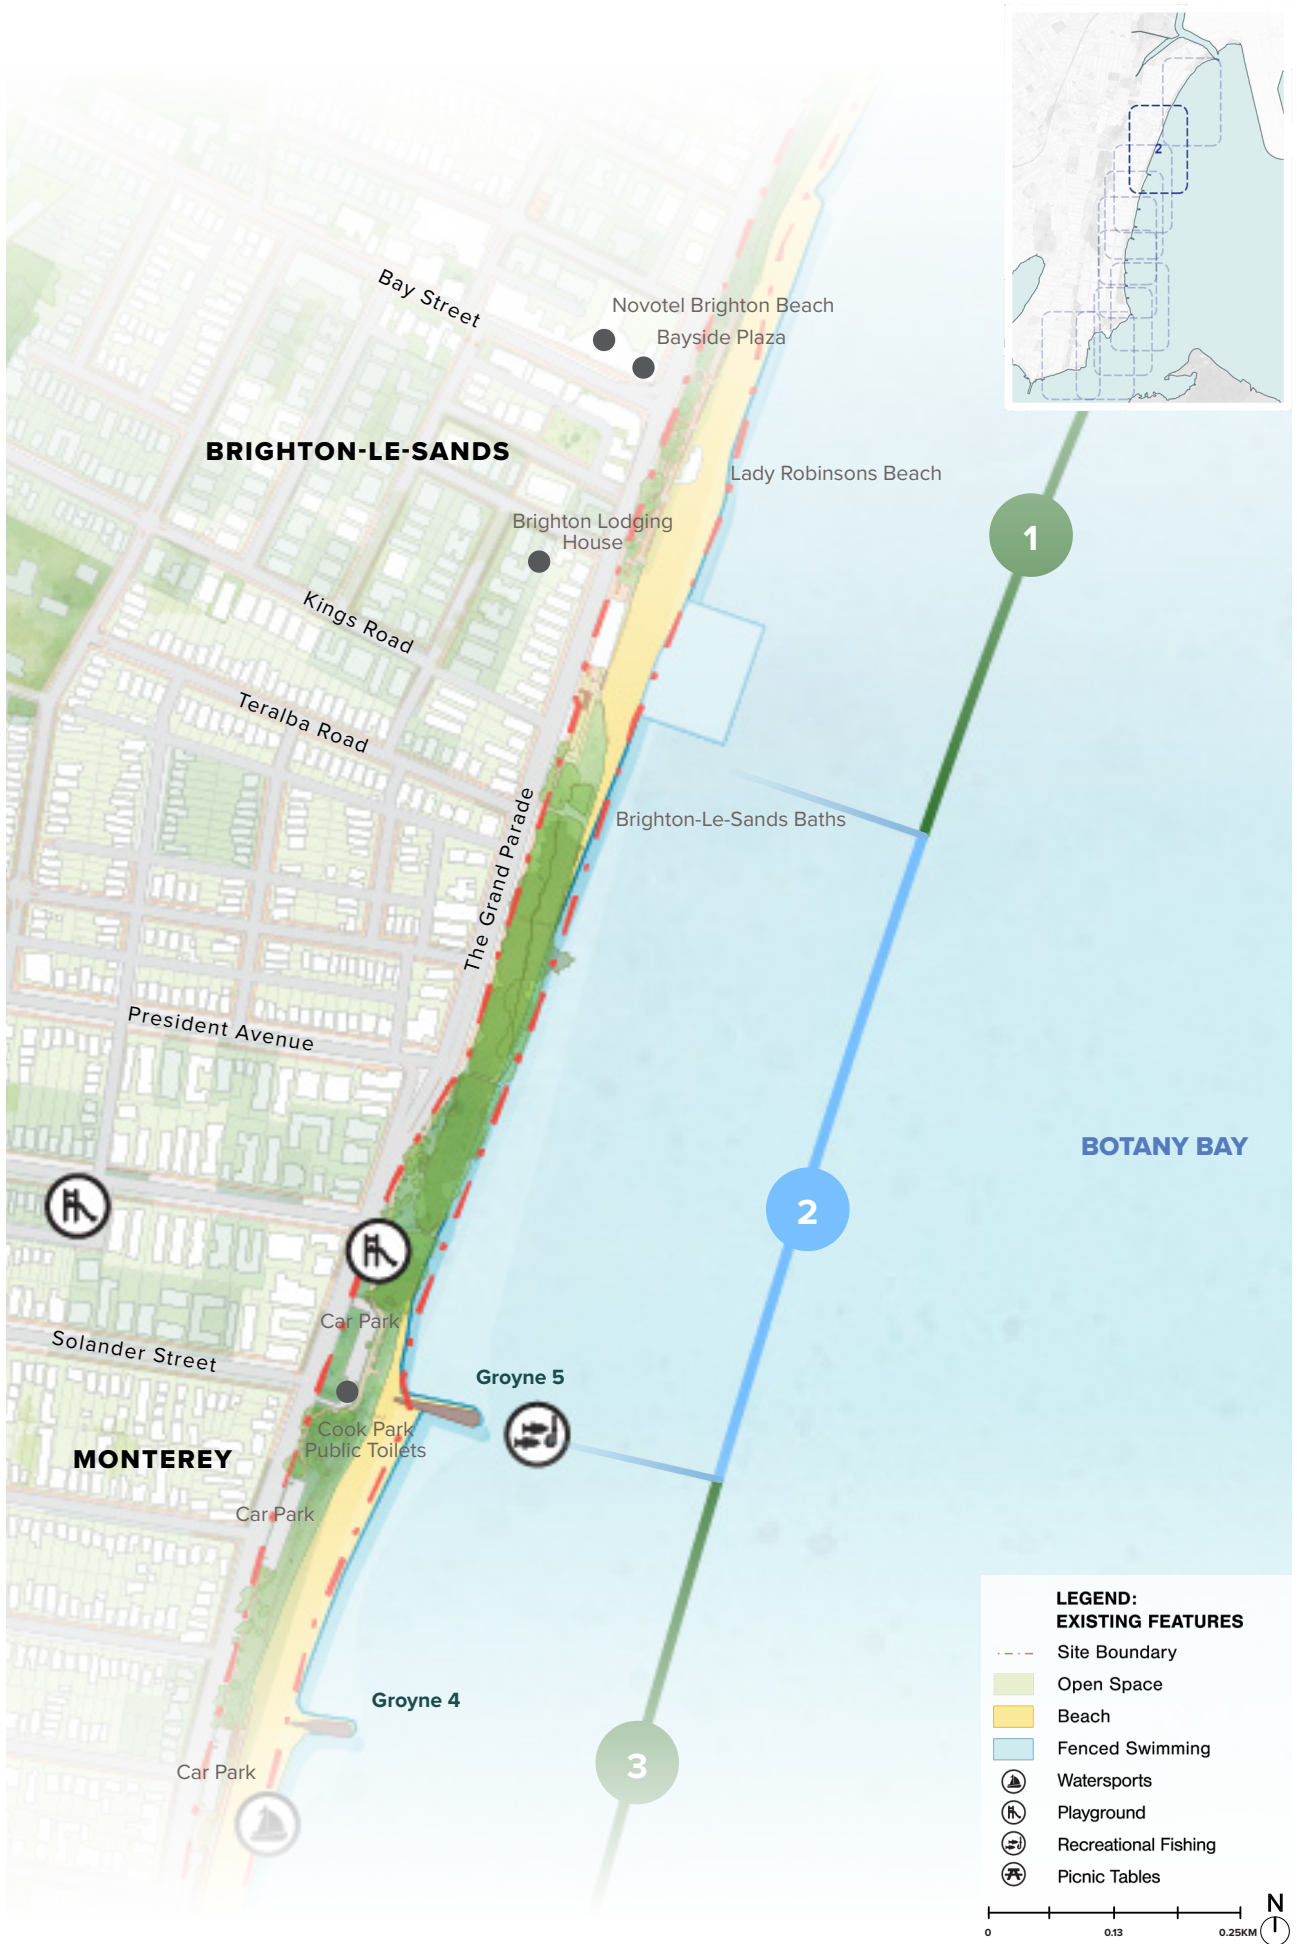 2
Bay Street
Novotel Brighton Beach
Bayside Plaza
BRIGHTON-LE-SANDS
Lady Robinsons Beach
Brighton Lodging
House
1
Kings Road
Teralba Road
The Grand Parade
Brighton-Le-Sands Baths
President Avenue
BOTANY BAY
2
Car Park
Solander Street
Groyne 5
Cook Park
Public Toilets
MONTEREY
Car Park
Groyne 4
Car Park
3
LEGEND:
EXISTING FEATURES
Site Boundary
Open Space
Beach
Fenced Swimming
Watersports
Playground
Recreational Fishing
Picnic Tables
N
0 0.13 0.25KM